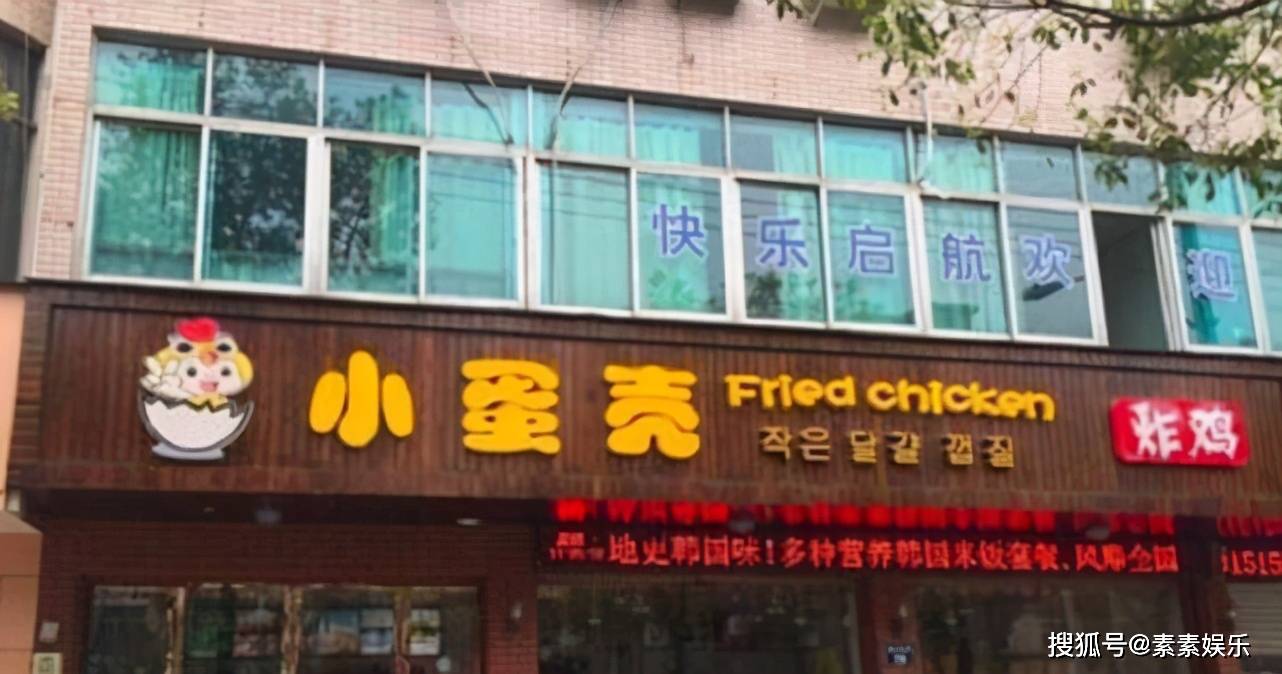 快乐启航欢迎
小蛋壳
Fried chicken
작은 달걀 껍질
炸鸡
地史韩国味!多种营养韩国米饭套餐、风靡全国
1515
搜狐号@素素娱乐